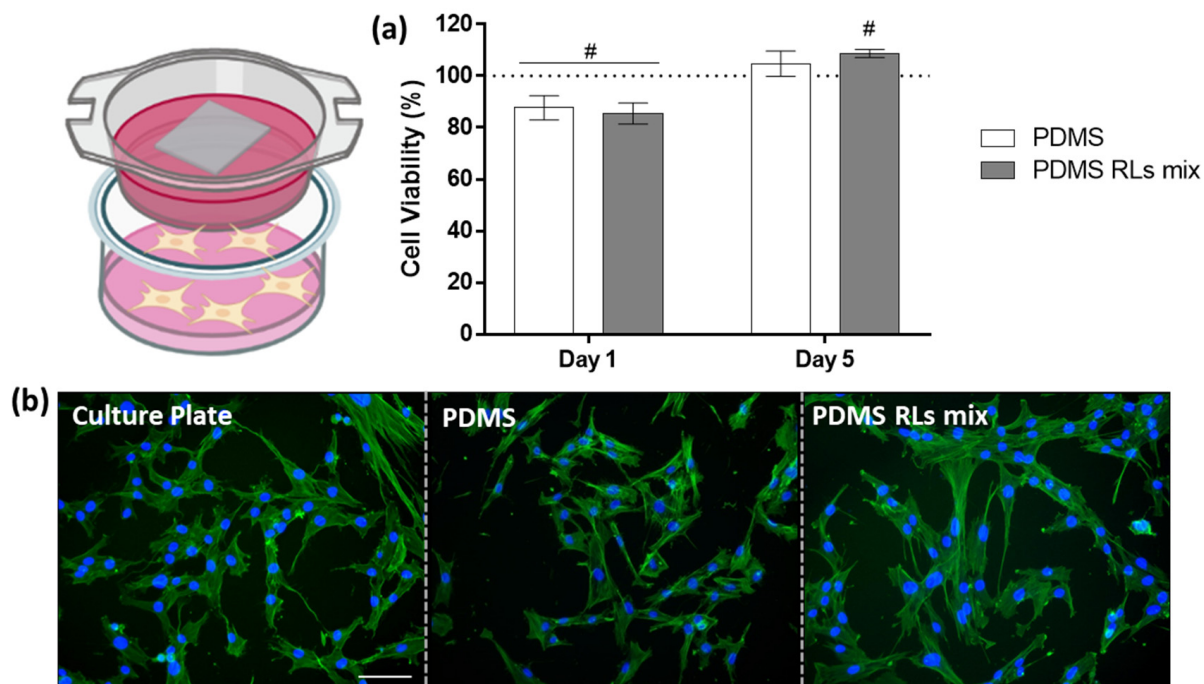 (a)
Cell Viability (%)
120
100
80
60
40
20
0
#
#
Day 1
Day 5
PDMS
PDMS RLs mix
(b)
Culture Plate
PDMS
PDMS RLs mix